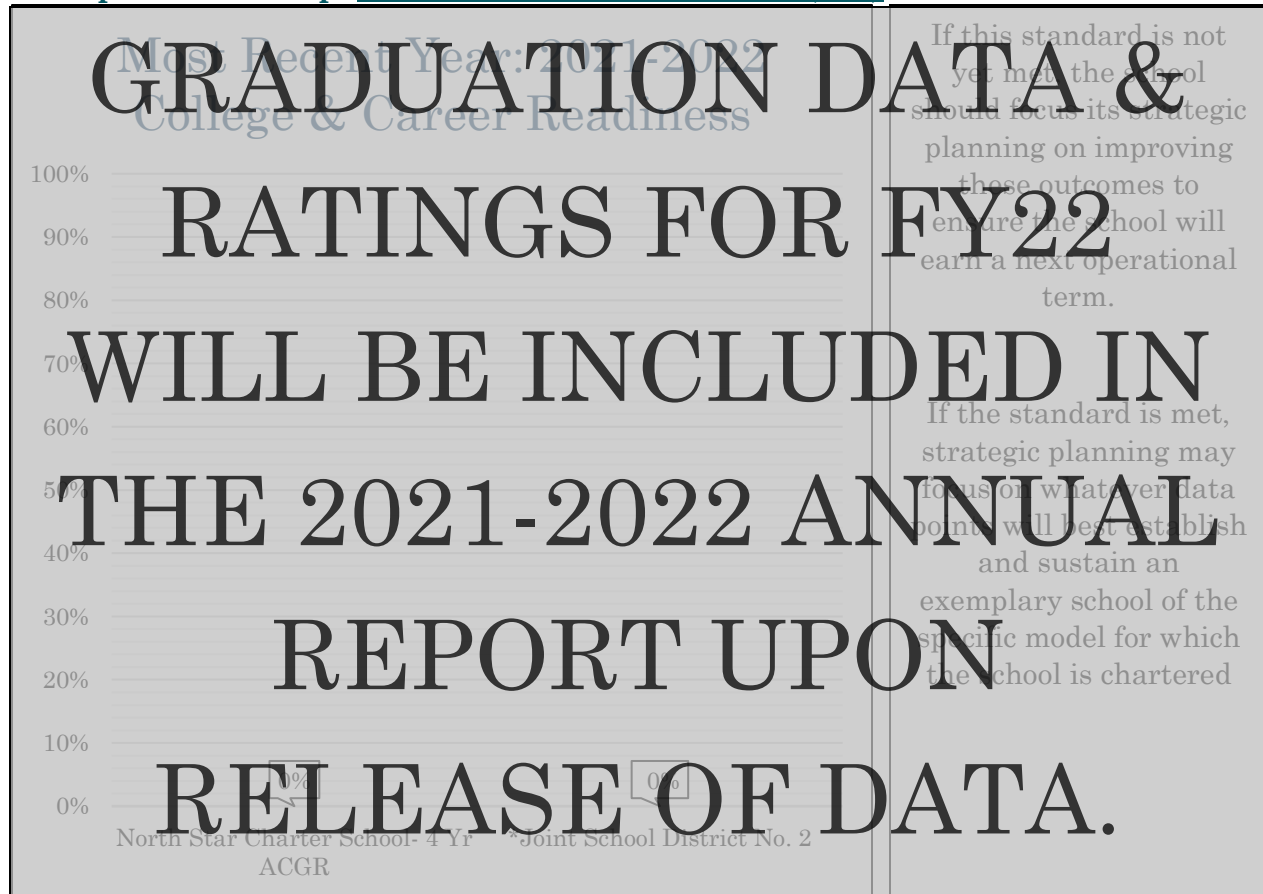 GRADUATION DATA &
RATINGS FOR FY22
WILL BE INCLUDED IN
THE 2021-2022 ANNUAL
REPORT UPON
RELEASE OF DATA.
Most Recent Year: 2021-2022
College & Career Readiness
100%
90%
80%
70%
60%
50%
40%
30%
20%
10%
0%
0%
0%
North Star Charter School- 4 Yr
ACGR
*Joint School District No. 2
If this standard is not
yet met, the school
should focus its strategic
planning on improving
these outcomes to
ensure the school will
earn a next operational
term.
If the standard is met,
strategic planning may
focus on whatever data
points will best establish
and sustain an
exemplary school of the
specific model for which
the school is chartered